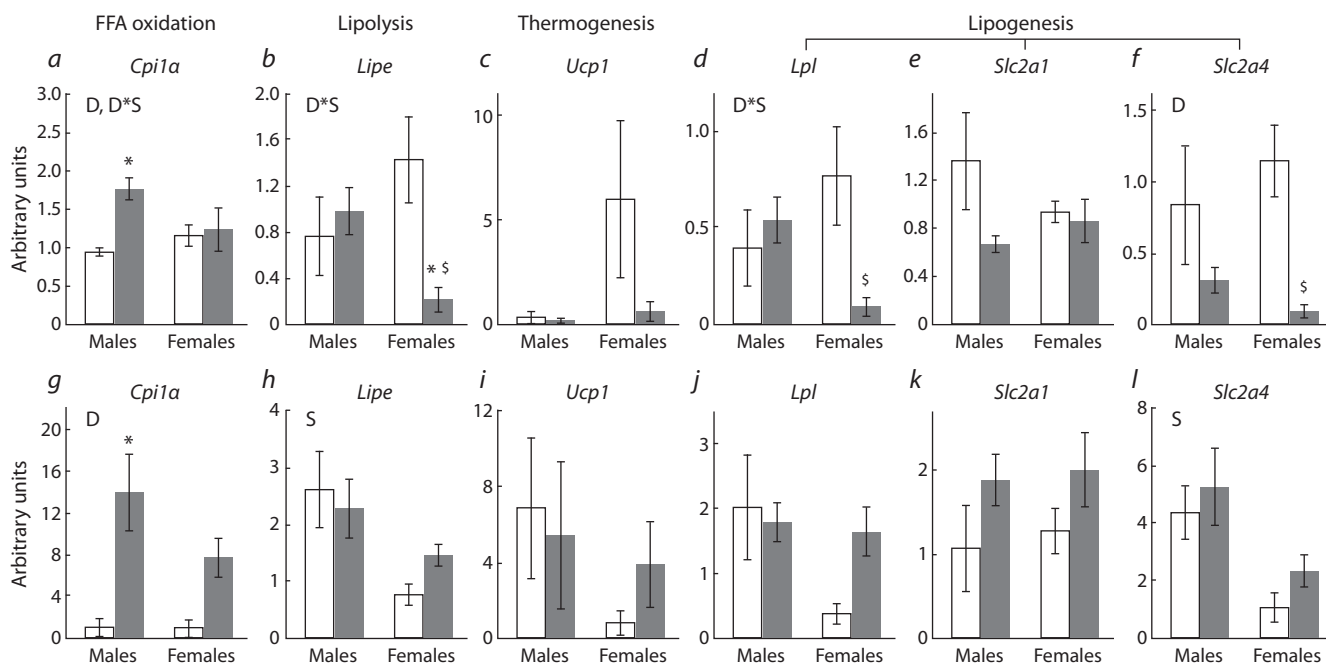 FFA oxidation Lipolysis Thermogenesis Lipogenesis
a b c d e f
Cpi1α Lipe Ucp1 Lpl Slc2a1 Slc2a4
Arbitrary units
3.0
2.5
2.0
1.5
1.0
0.5
0
D, D*S
*
Males Females
2.0
1.6
1.2
0.8
0.4
0
D*S
* $
Males Females
10
5
0
Males Females
1.0
0.5
0
D*S
$
Males Females
1.6
1.2
0.8
0.4
0
Males Females
1.5
1.0
0.5
0
D
$
Males Females
g h i j k l
Cpi1α Lipe Ucp1 Lpl Slc2a1 Slc2a4
Arbitrary units
20
16
12
8
4
0
D
*
Males Females
4
3
2
1
0
S
Males Females
12
8
4
0
Males Females
3
2
1
0
Males Females
2
1
0
Males Females
8
6
4
2
0
S
Males Females